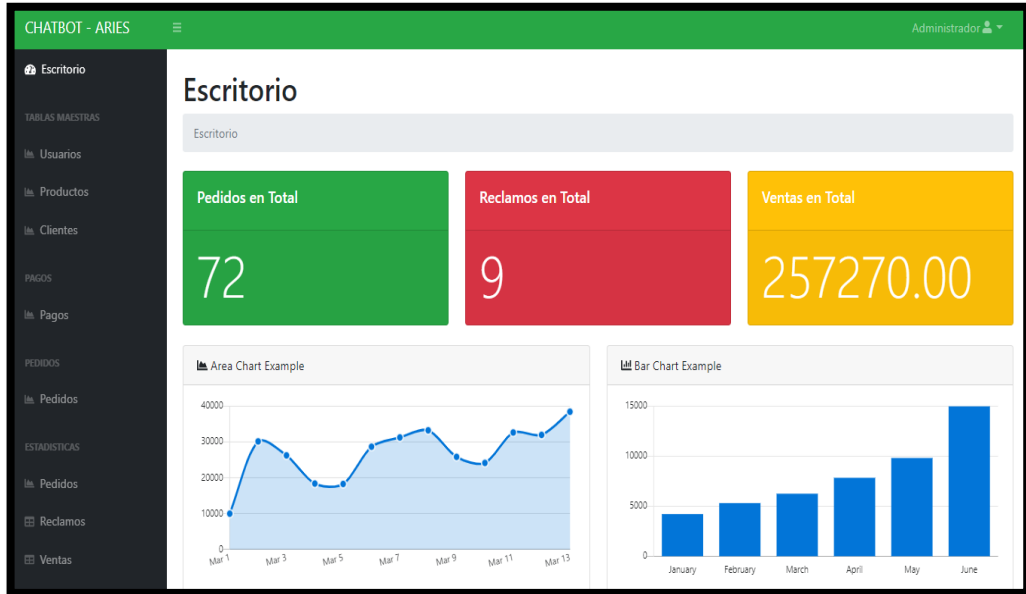 CHATBOT - ARIES
Administrador
Escritorio
TABLAS MAESTRAS
Usuarios
Productos
Clientes
PAGOS
Pagos
PEDIDOS
Pedidos
ESTADISTICAS
Pedidos
Reclamos
Ventas
Escritorio
Escritorio
Pedidos en Total
72
Reclamos en Total
9
Ventas en Total
257270.00
Area Chart Example
40000
30000
20000
10000
0
Mar 1 Mar 3 Mar 5 Mar 7 Mar 9 Mar 11 Mar 13
Bar Chart Example
15000
10000
5000
0
January February March April May June